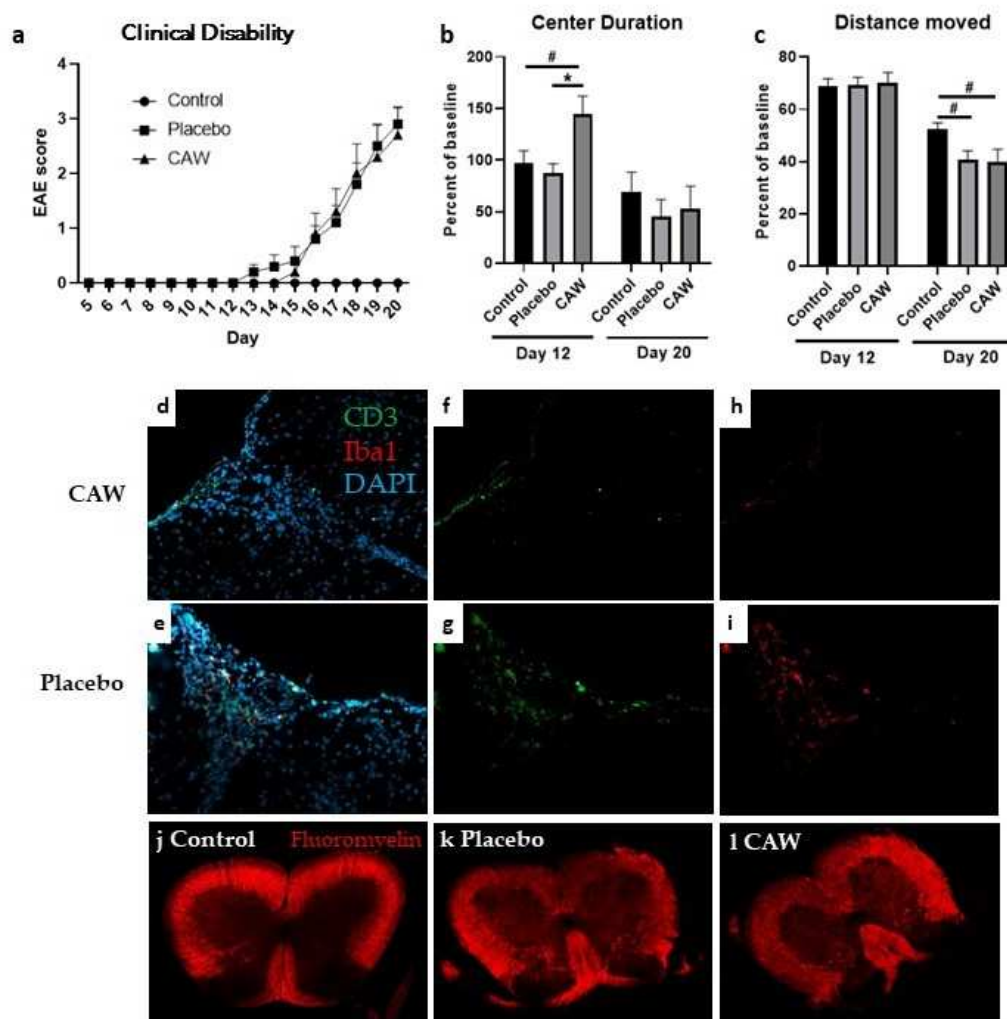 a
Clinical Disability
EAE score
4
3
2
1
0
Control
Placebo
CAW
5 6 7 8 9 10 11 12 13 14 15 16 17 18 19 20
Day
b
Center Duration
Percent of baseline
200
150
100
50
0
#
*
Control Placebo CAW Control Placebo CAW
Day 12 Day 20
c
Distance moved
Percent of baseline
80
60
40
20
0
#
#
Control Placebo CAW Control Placebo CAW
Day 12 Day 20
CAW
d
CD3
Iba1
DAPI
f
h
Placebo
e
g
i
j Control Fluoromyelin
k Placebo
l CAW